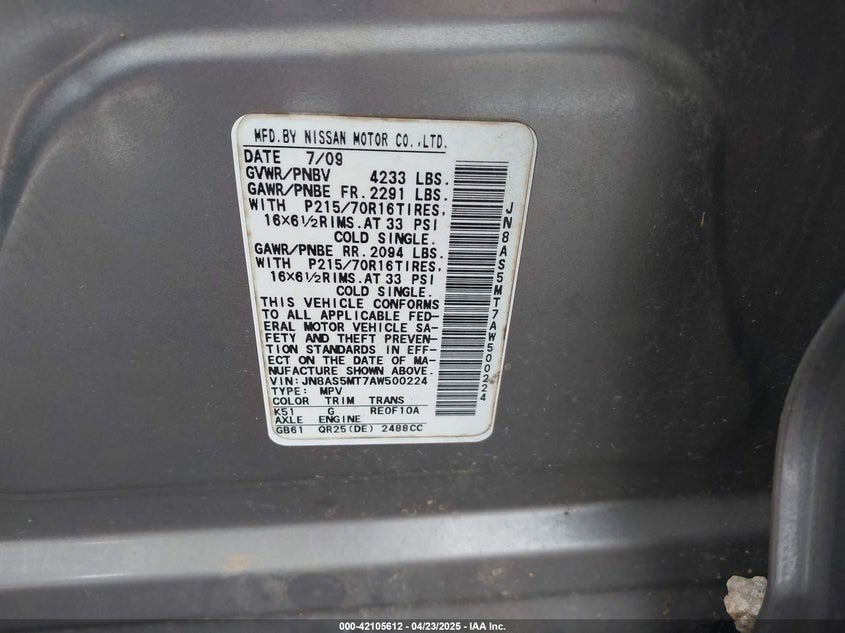 MFD.BY NISSAN MOTOR CO.,LTD.
DATE 7/09
GVWR/PNBV 4233 LBS.
GAWR/PNBE FR. 2291 LBS.
WITH P215/70R16TIRES,
16X6½RIMS.AT 33 PSI
COLD SINGLE.
GAWR/PNBE RR. 2094 LBS.
WITH P215/70R16TIRES,
16X6½RIMS.AT 33 PSI
COLD SINGLE.
THIS VEHICLE CONFORMS
TO ALL APPLICABLE FED-
ERAL MOTOR VEHICLE SA-
FETY AND THEFT PREVEN-
TION STANDARDS IN EFF-
ECT ON THE DATE OF MA-
NUFACTURE SHOWN ABOVE.
VIN:JN8AS5MT7AW500224
TYPE: MPV
COLOR TRIM TRANS
K51 G RE0F10A
AXLE ENGINE
GB61 QR25(DE) 2488CC
JN8AS5MT7AW500224
000-42105612 - 04/23/2025 - IAA Inc.